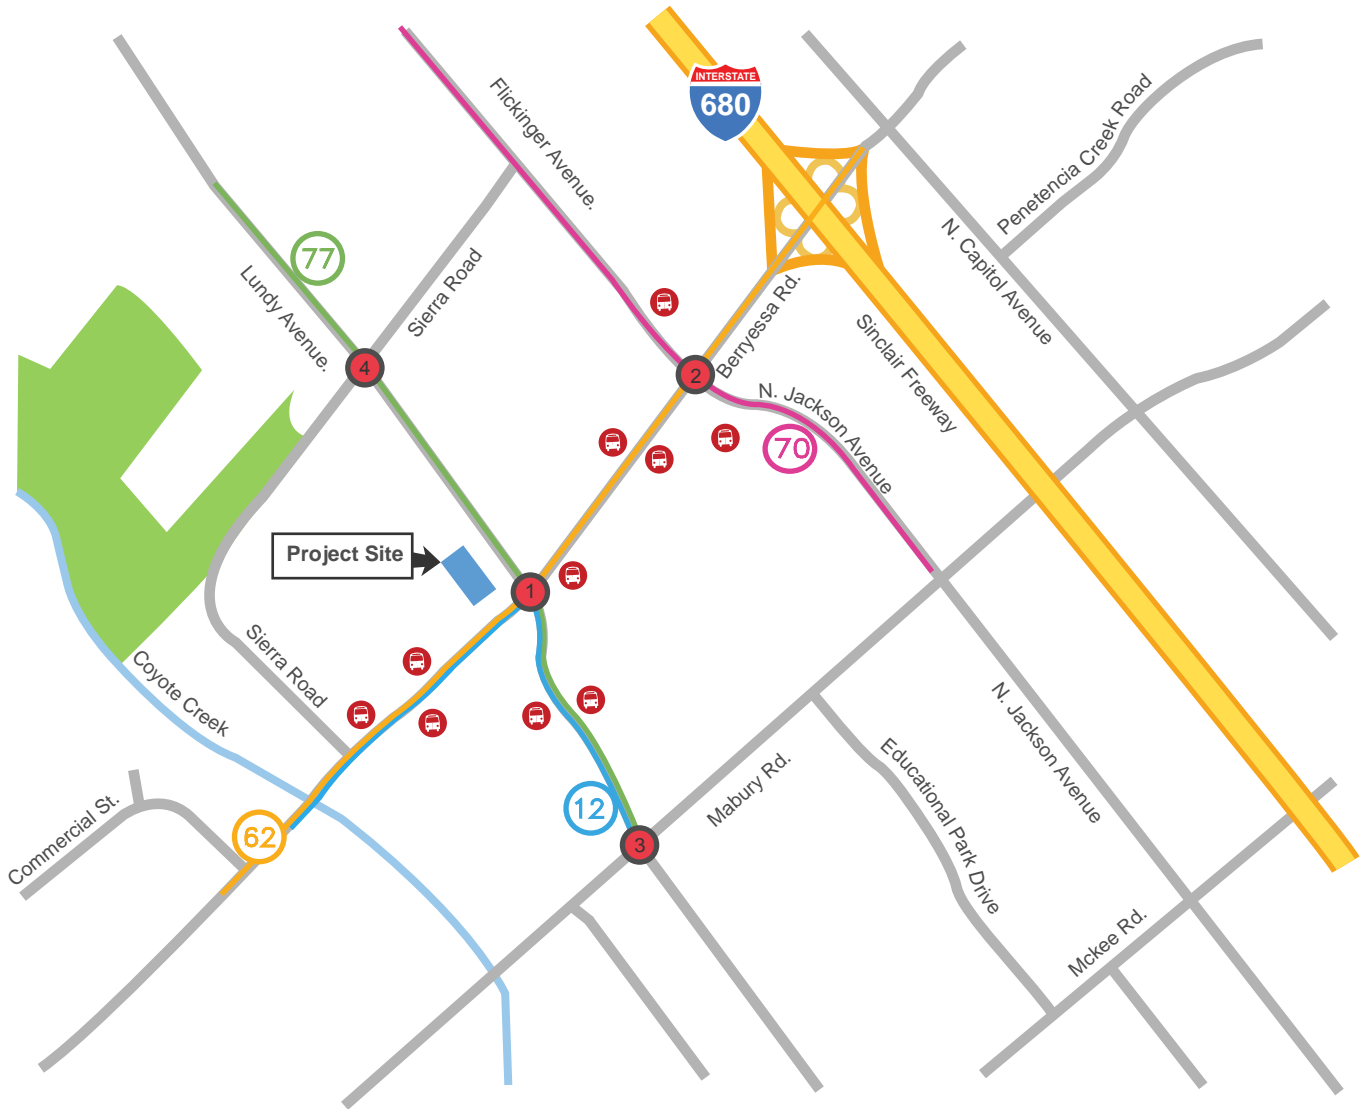 INTERSTATE
680
Flickinger Avenue.
Penetencia Creek Road
N. Capitol Avenue
77
Lundy Avenue.
Sierra Road
Berryessa Rd.
Sinclair Freeway
4
2
N. Jackson Avenue
70
Project Site
1
Sierra Road
Coyote Creek
N. Jackson Avenue
Mabury Rd.
Educational Park Drive
Commercial St.
62
12
3
Mckee Rd.